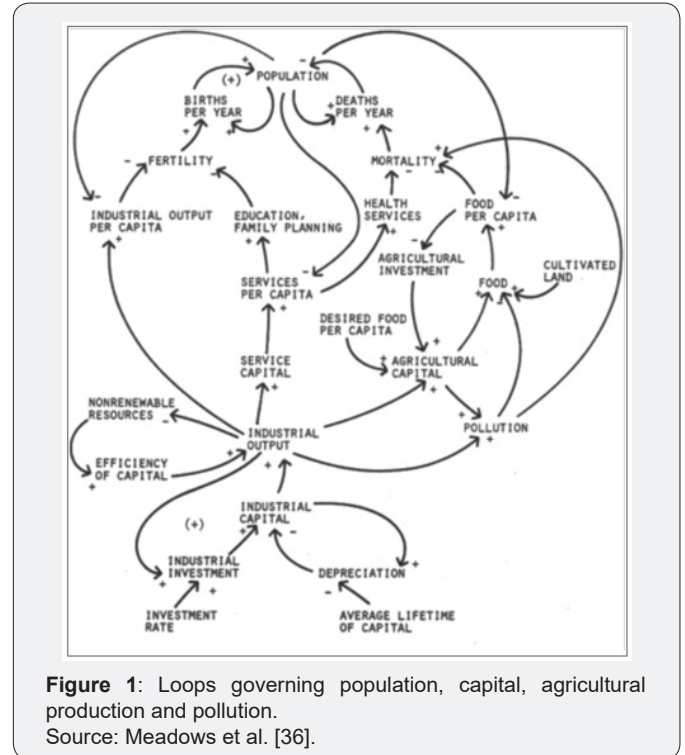 POPULATION
(+)
BIRTHS
PER YEAR
DEATHS
PER YEAR
FERTILITY
MORTALITY
INDUSTRIAL OUTPUT
PER CAPITA
EDUCATION,
FAMILY PLANNING
HEALTH
SERVICES
FOOD
PER CAPITA
AGRICULTURAL
INVESTMENT
CULTIVATED
LAND
SERVICES
PER CAPITA
FOOD
DESIRED FOOD
PER CAPITA
SERVICE
CAPITAL
AGRICULTURAL
CAPITAL
NONRENEWABLE
RESOURCES
INDUSTRIAL
OUTPUT
POLLUTION
EFFICIENCY
OF CAPITAL
INDUSTRIAL
CAPITAL
(+)
INDUSTRIAL
INVESTMENT
DEPRECIATION
INVESTMENT
RATE
AVERAGE LIFETIME
OF CAPITAL
Figure 1: Loops governing population, capital, agricultural
production and pollution.
Source: Meadows et al. [36].